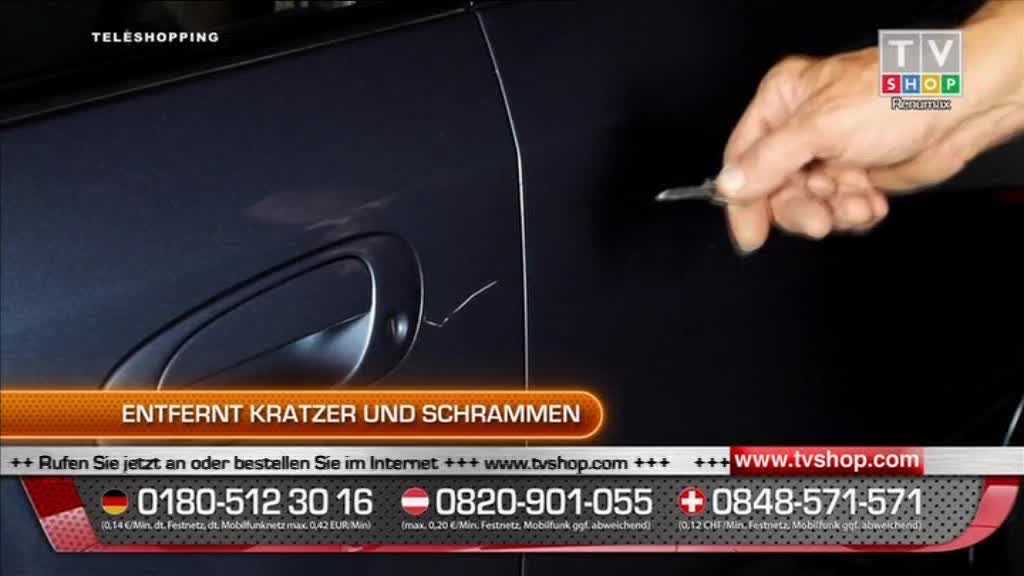 TELESHOPPING
TV
SHOP
Renumax
ENTFERNT KRATZER UND SCHRAMMEN
++ Rufen Sie jetzt an oder bestellen Sie im Internet +++ www.tvshop.com +++ +++ www.tvshop.com
0180-512 30 16 0820-901-055 0848-571-571
(0,14 €/Min. dt. Festnetz, dt. Mobilfunknetz max. 0,42 EUR/Min) (max. 0,20 €/Min. Festnetz, Mobilfunk ggf. abweichend) (0,12 CHF/Min. Festnetz, Mobilfunk ggf. abweichend)